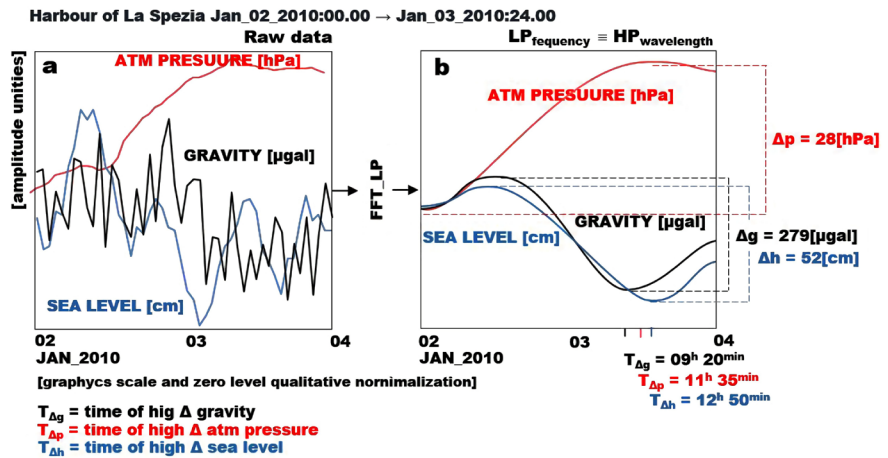 Harbour of La Spezia Jan_02_2010:00.00 → Jan_03_2010:24.00
Raw data
LPfequency ≡ HPwavelength
a
ATM PRESUURE [hPa]
[amplitude unities]
GRAVITY [µgal]
SEA LEVEL [cm]
02
03
04
JAN_2010
FFT_LP
b
ATM PRESUURE [hPa]
Δp = 28[hPa]
GRAVITY [µgal]
SEA LEVEL [cm]
Δg = 279[µgal]
Δh = 52[cm]
02
03
04
JAN_2010
TΔg = 09h 20min
TΔp = 11h 35min
TΔh = 12h 50min
[graphycs scale and zero level qualitative nornimalization]
TΔg = time of hig Δ gravity
TΔp = time of high Δ atm pressure
TΔh = time of high Δ sea level